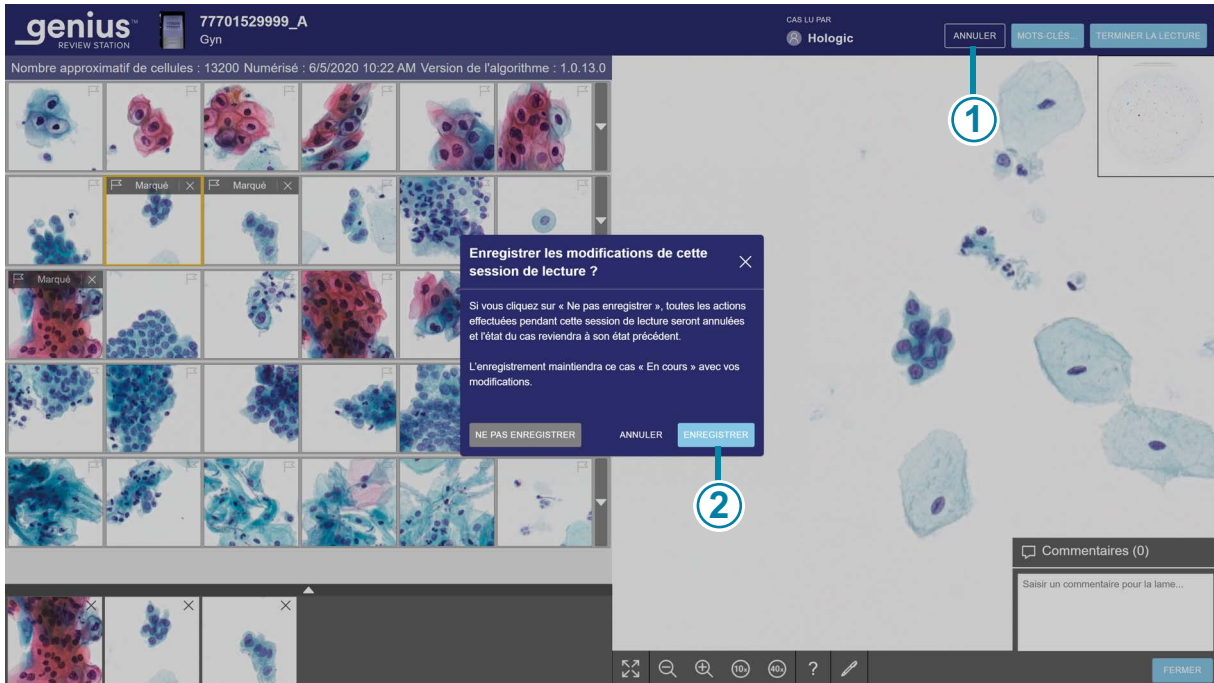 genius™
REVIEW STATION
77701529999_A
Gyn
CAS LU PAR
Hologic
ANNULER
MOTS-CLÉS...
TERMINER LA LECTURE
Nombre approximatif de cellules : 13200 Numérisé : 6/5/2020 10:22 AM Version de l'algorithme : 1.0.13.0
1
Marqué
Marqué
Marqué
Enregistrer les modifications de cette
session de lecture ?
Si vous cliquez sur « Ne pas enregistrer », toutes les actions
effectuées pendant cette session de lecture seront annulées
et l'état du cas reviendra à son état précédent.
L'enregistrement maintiendra ce cas « En cours » avec vos
modifications.
NE PAS ENREGISTRER
ANNULER
ENREGISTRER
2
Commentaires (0)
Saisir un commentaire pour la lame...
10x
40x
?
FERMER